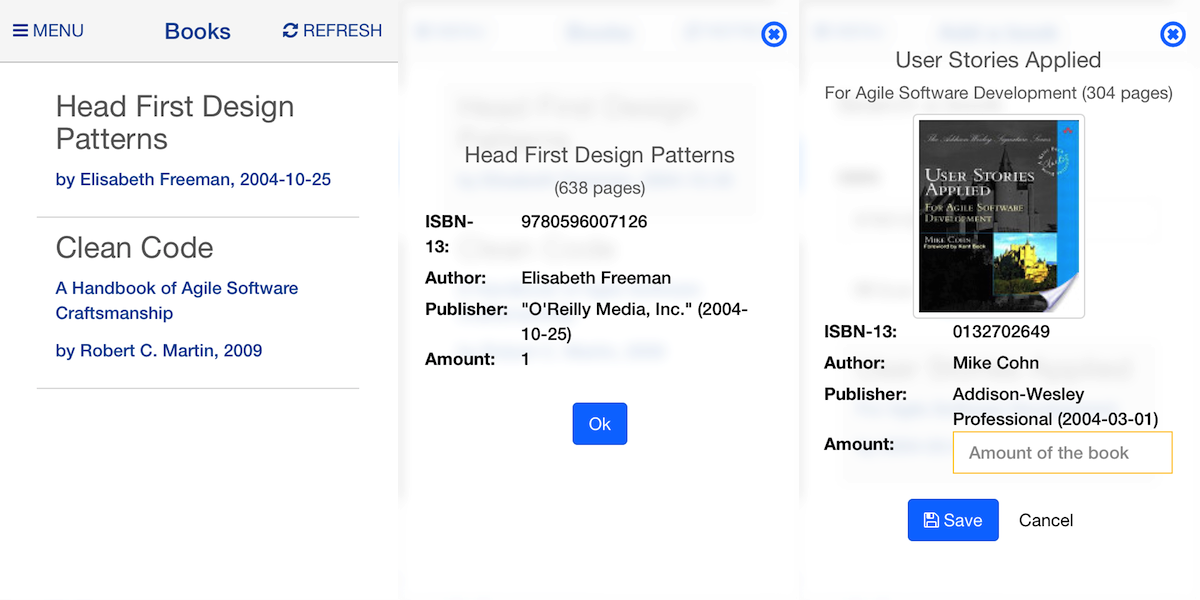 MENU
Books
REFRESH
Head First Design
Patterns
by Elisabeth Freeman, 2004-10-25
Clean Code
A Handbook of Agile Software
Craftsmanship
by Robert C. Martin, 2009
Head First Design Patterns
(638 pages)
ISBN-
13:
9780596007126
Author:
Elisabeth Freeman
Publisher:
"O'Reilly Media, Inc." (2004-
10-25)
Amount:
1
Ok
User Stories Applied
For Agile Software Development (304 pages)
The Addison-Wesley Signature Series
USER STORIES
APPLIED
FOR AGILE SOFTWARE
DEVELOPMENT
MIKE COHN
Foreword by Kent Beck
ISBN-13:
0132702649
Author:
Mike Cohn
Publisher:
Addison-Wesley
Professional (2004-03-01)
Amount:
Amount of the book
Save
Cancel